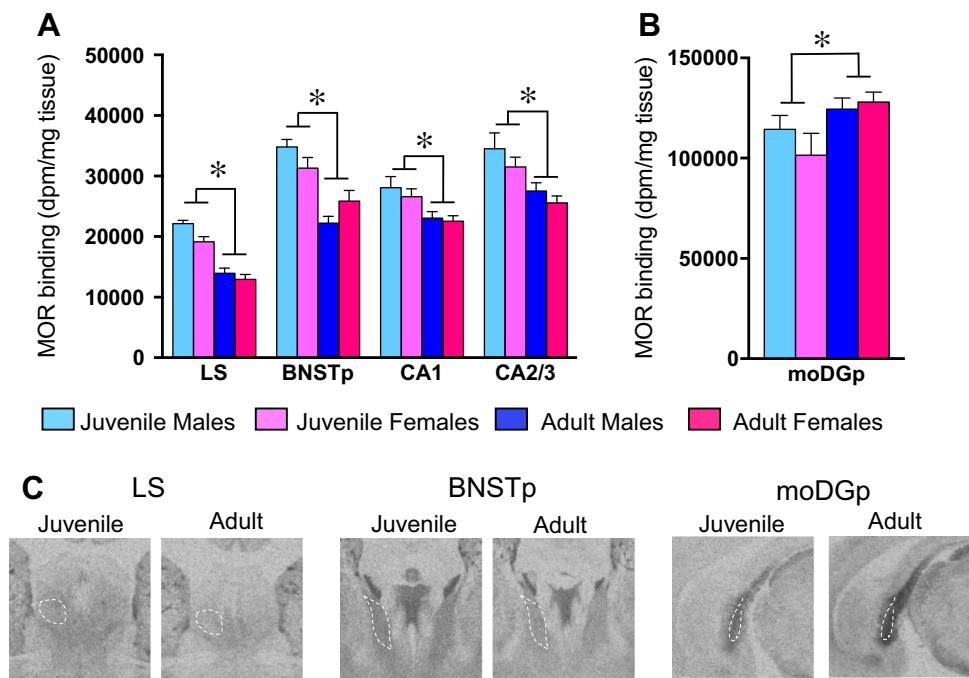 A
MOR binding (dpm/mg tissue)
50000
40000
30000
20000
10000
0
*
*
*
*
LS BNSTp CA1 CA2/3
B
MOR binding (dpm/mg tissue)
150000
100000
50000
0
*
moDGp
Juvenile Males Juvenile Females Adult Males Adult Females
C
LS BNSTp moDGp
Juvenile Adult Juvenile Adult Juvenile Adult